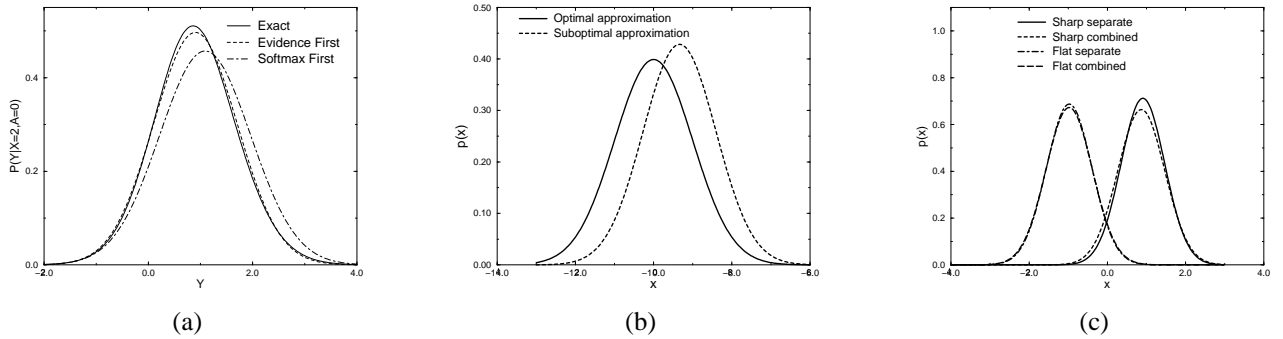 Exact
Evidence First
Softmax First
0.4
0.2
0.0
P(Y|X=2,A=0)
−2.0
0.0
2.0
4.0
Y
(a)
Optimal approximation
Suboptimal approximation
0.50
0.40
0.30
0.20
0.10
0.00
p(x)
−14.0
−12.0
−10.0
−8.0
−6.0
x
(b)
Sharp separate
Sharp combined
Flat separate
Flat combined
1.0
0.8
0.6
0.4
0.2
0.0
p(x)
−4.0
−2.0
0.0
2.0
4.0
x
(c)